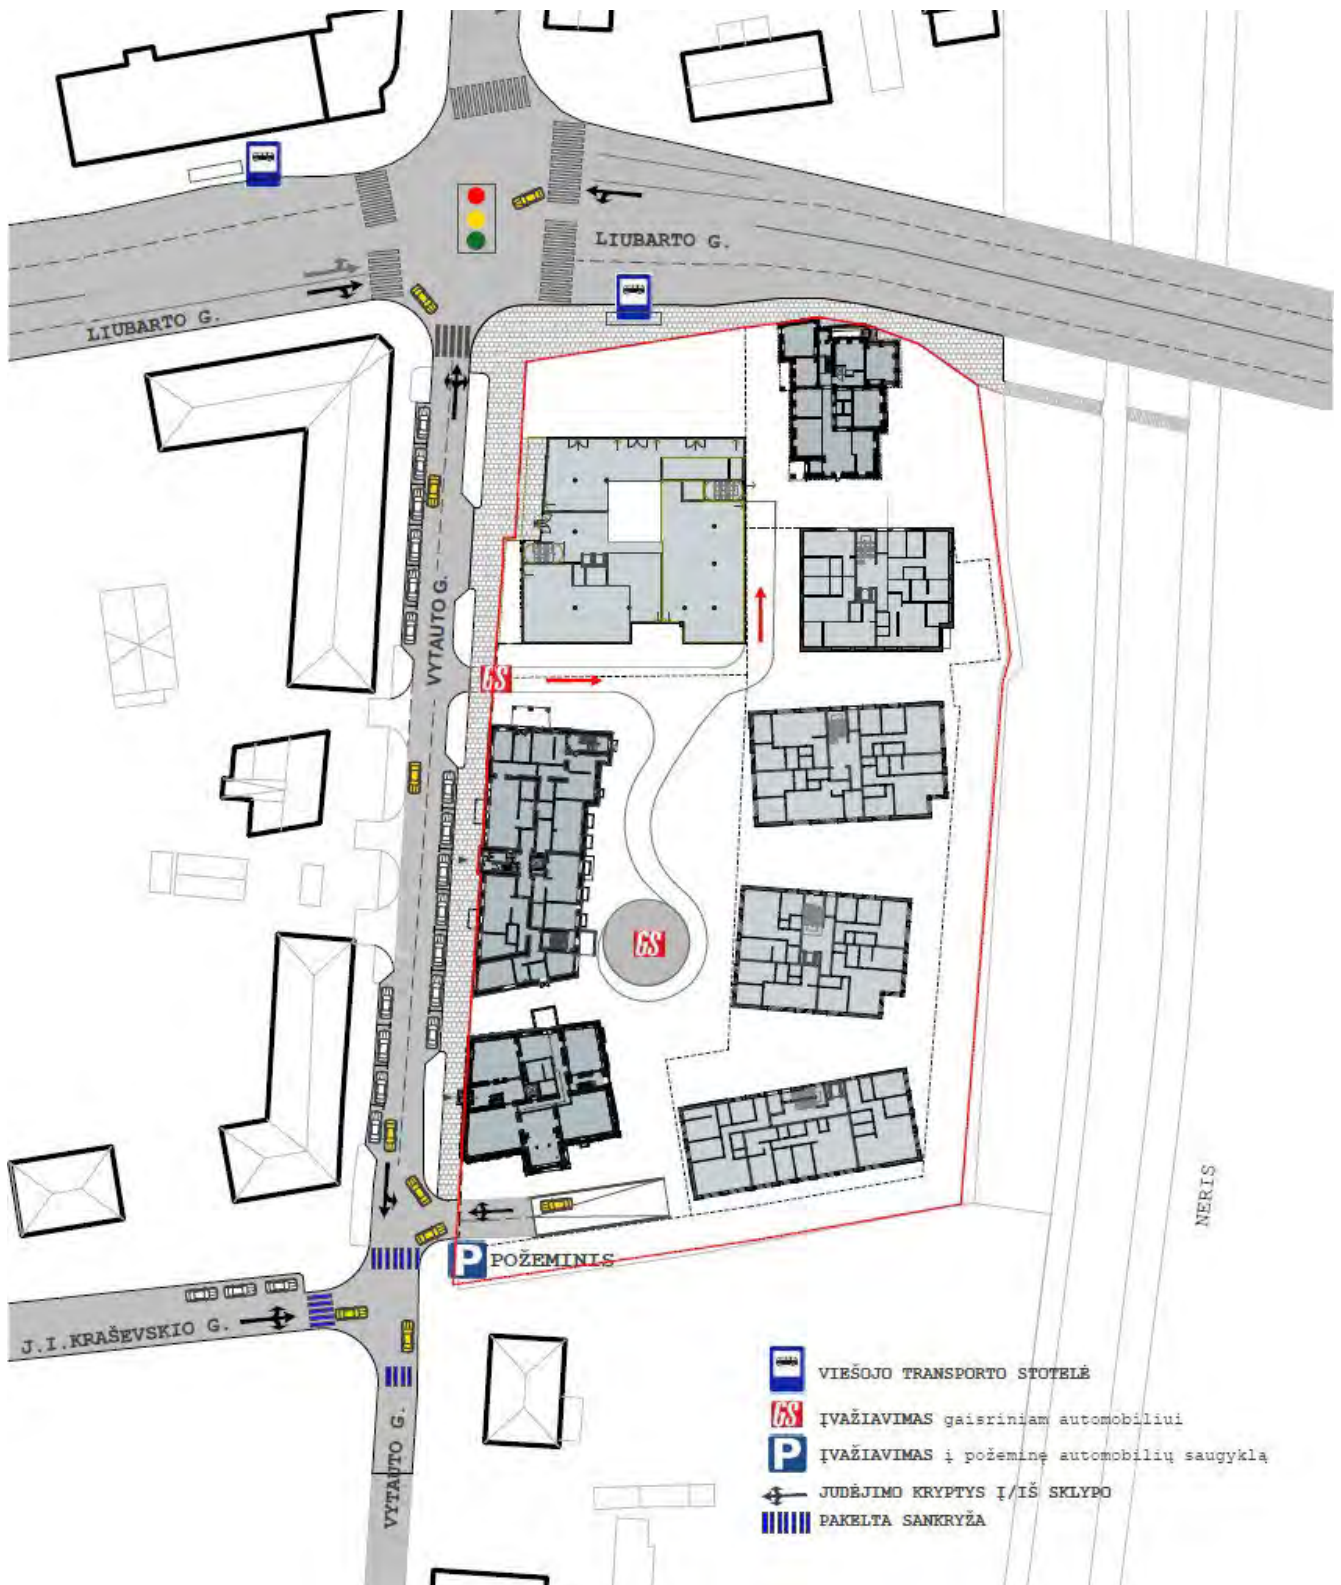 LIUBARTO G.
LIUBARTO G.
VYTAUTO G.
GS
GS
NERIS
P POŽEMINIS
J.I.KRAŠEVSKIO G.
VYTAUTO G.
VIEŠOJO TRANSPORTO STOTELĖ
GS ĮVAŽIAVIMAS gaisriniam automobiliui
P ĮVAŽIAVIMAS į požeminę automobilių saugyklą
JUDĖJIMO KRYPTYS Į/IŠ SKLYPO
PAKELTA SANKRYŽA